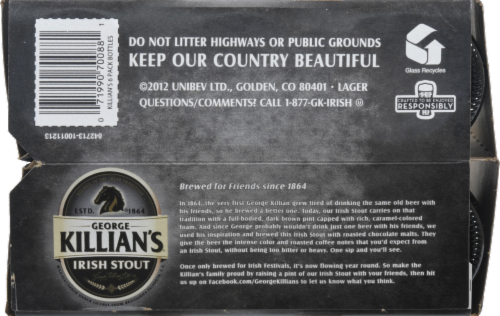 DO NOT LITTER HIGHWAYS OR PUBLIC GROUNDS
KEEP OUR COUNTRY BEAUTIFUL
©2012 UNIBEV LTD., GOLDEN, CO 80401 · LAGER
QUESTIONS/COMMENTS? CALL 1-877-GK-IRISH ®
0 71990 70088 1
KILLIAN'S 6 PACK BOTTLES
842713-10011213
Glass Recycles
CRAFTED TO BE ENJOYED
RESPONSIBLY
ESTD. 1864
GEORGE
KILLIAN'S
IRISH STOUT
Brewed for Friends since 1864
In 1864, the very first George Killian grew tired of drinking the same old beer with
his friends, so he brewed a better one. Today, our Irish Stout carries on that
tradition with a full-bodied, dark brown pint capped with rich, caramel-colored
foam. And since George probably wouldn't drink just one beer with his friends, we
used his inspiration and brewed this Irish Stout with roasted chocolate malts. They
give the beer the intense color and roasted coffee notes that you'd expect from
an Irish Stout, without being too bitter or heavy. One sip and you'll see.
Once only brewed for Irish Festivals, it's now flowing year round. So make the
Killian's family proud by raising a pint of our Irish Stout with your friends, then hit
us up on facebook.com/GeorgeKillians to let us know what you think.